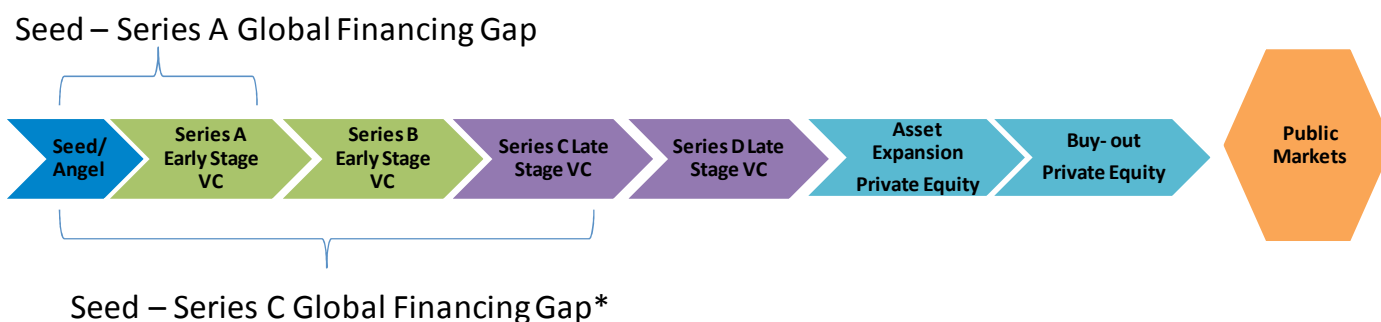 Seed – Series A Global Financing Gap
Seed/
Angel
Series A
Early Stage
VC
Series B
Early Stage
VC
Series C Late
Stage VC
Series D Late
Stage VC
Asset
Expansion
Private Equity
Buy- out
Private Equity
Public
Markets
Seed – Series C Global Financing Gap*